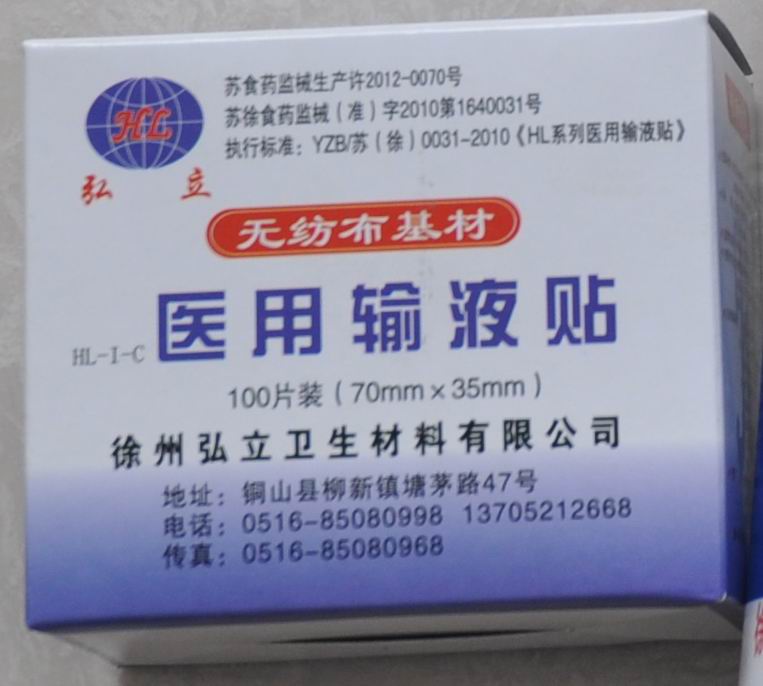 苏食药监械生产许2012-0070号
苏徐食药监械（准）字2010第1640031号
执行标准：YZB/苏（徐）0031-2010《HL系列医用输液贴》
HL
弘 立
无纺布基材
HL-I-C 医用输液贴
100片装（70mm×35mm）
徐州弘立卫生材料有限公司
地址：铜山县柳新镇塘茅路47号
电话：0516-85080998 13705212668
传真：0516-85080968